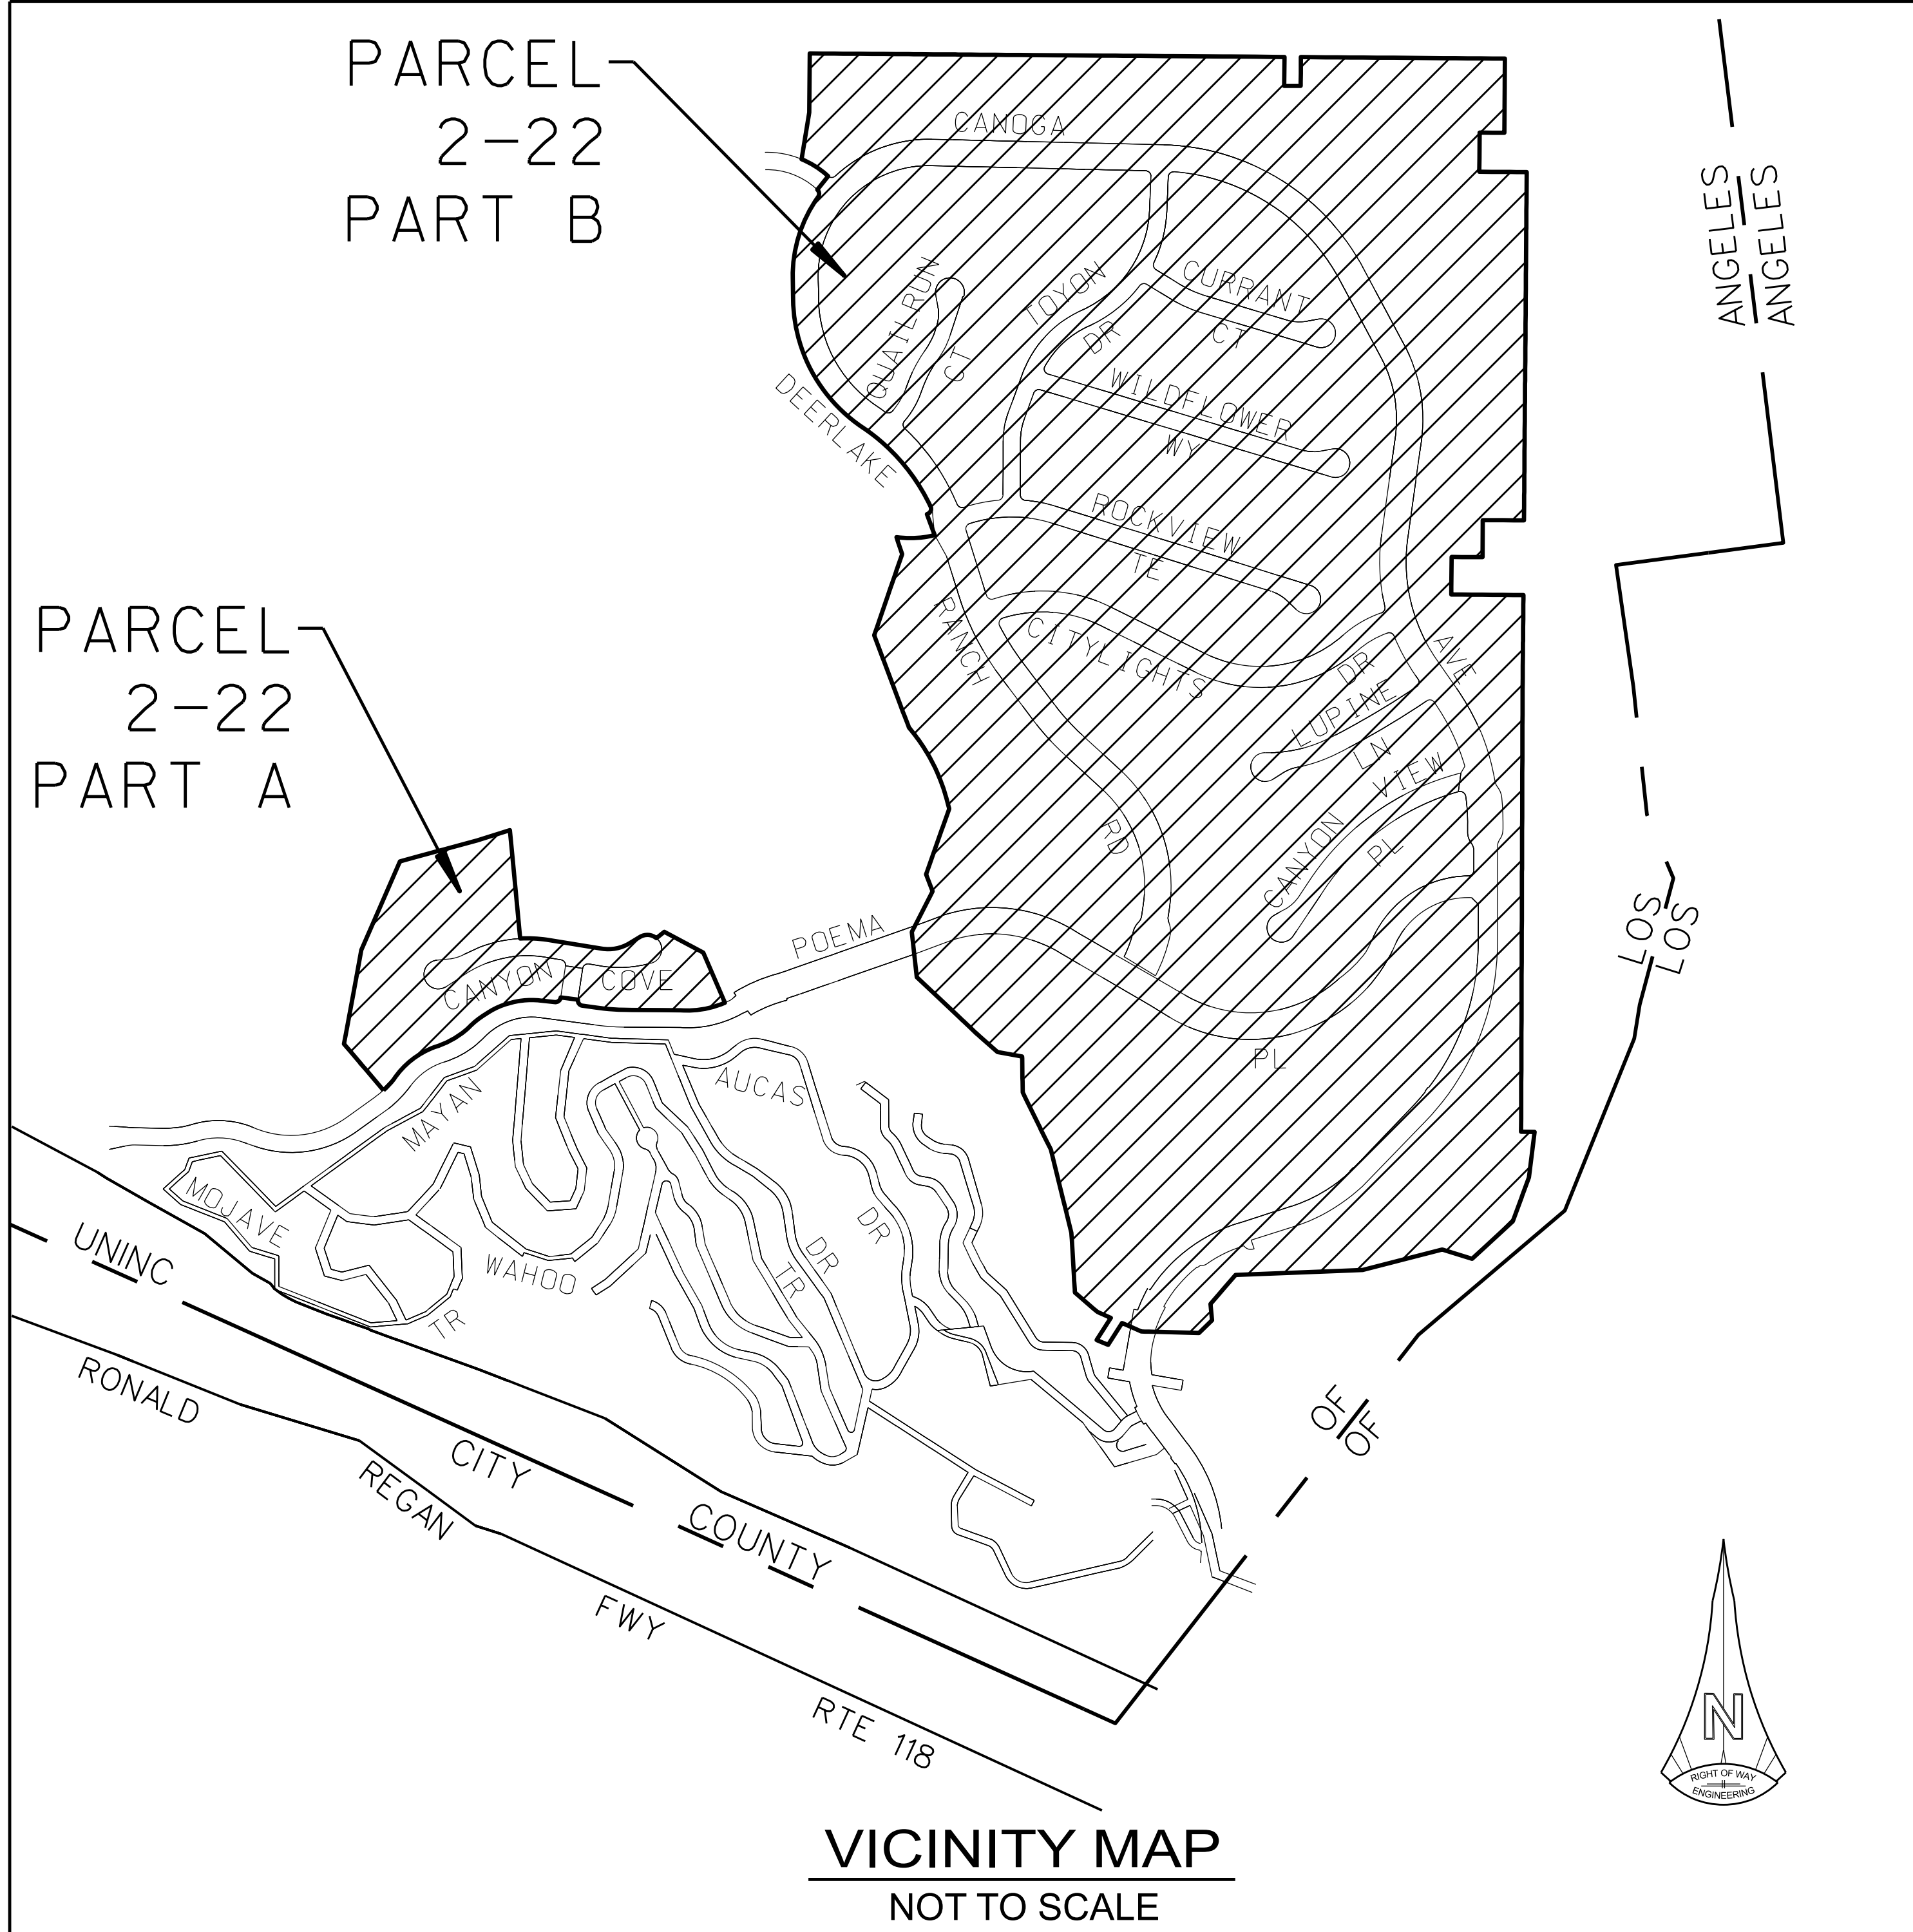 PARCEL
2-22
PART B
CANOGA
ANGELES
ANGELES
QUAILRUN
CT
TOYON
DR
CURRANT
CT
DEERLAKE
WILDFLOWER
WY
ROCKVIEW
TE
PARCEL
2-22
PART A
RANCH
CITYLIGHTS
DR
AVE
LUPINE
LN
VIEW
CANYON
PL
RD
LOS
LOS
POEMA
CANYON
COVE
PL
MAYAN
AUCAS
MOJAVE
DR
DR
TR
WAHOO
TR
UNINC
RONALD
CITY
REGAN
COUNTY
OF
OF
FWY
RTE 118
N
RIGHT OF WAY
ENGINEERING
VICINITY MAP
NOT TO SCALE